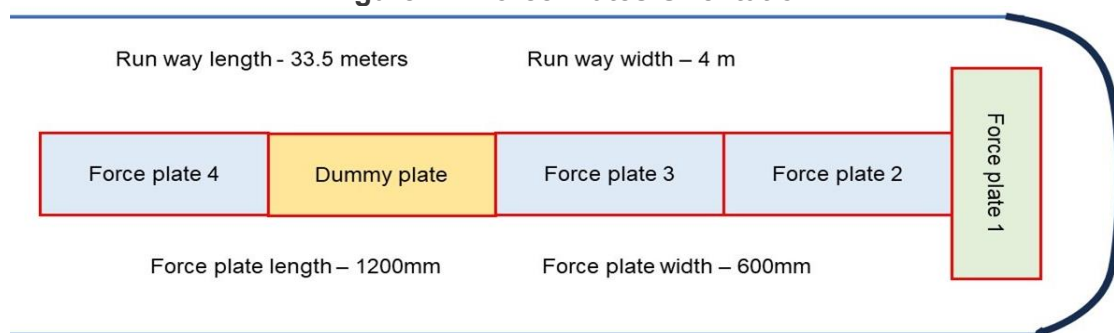 Run way length - 33.5 meters
Run way width – 4 m
Force plate 4
Dummy plate
Force plate 3
Force plate 2
Force plate 1
Force plate length – 1200mm
Force plate width – 600mm